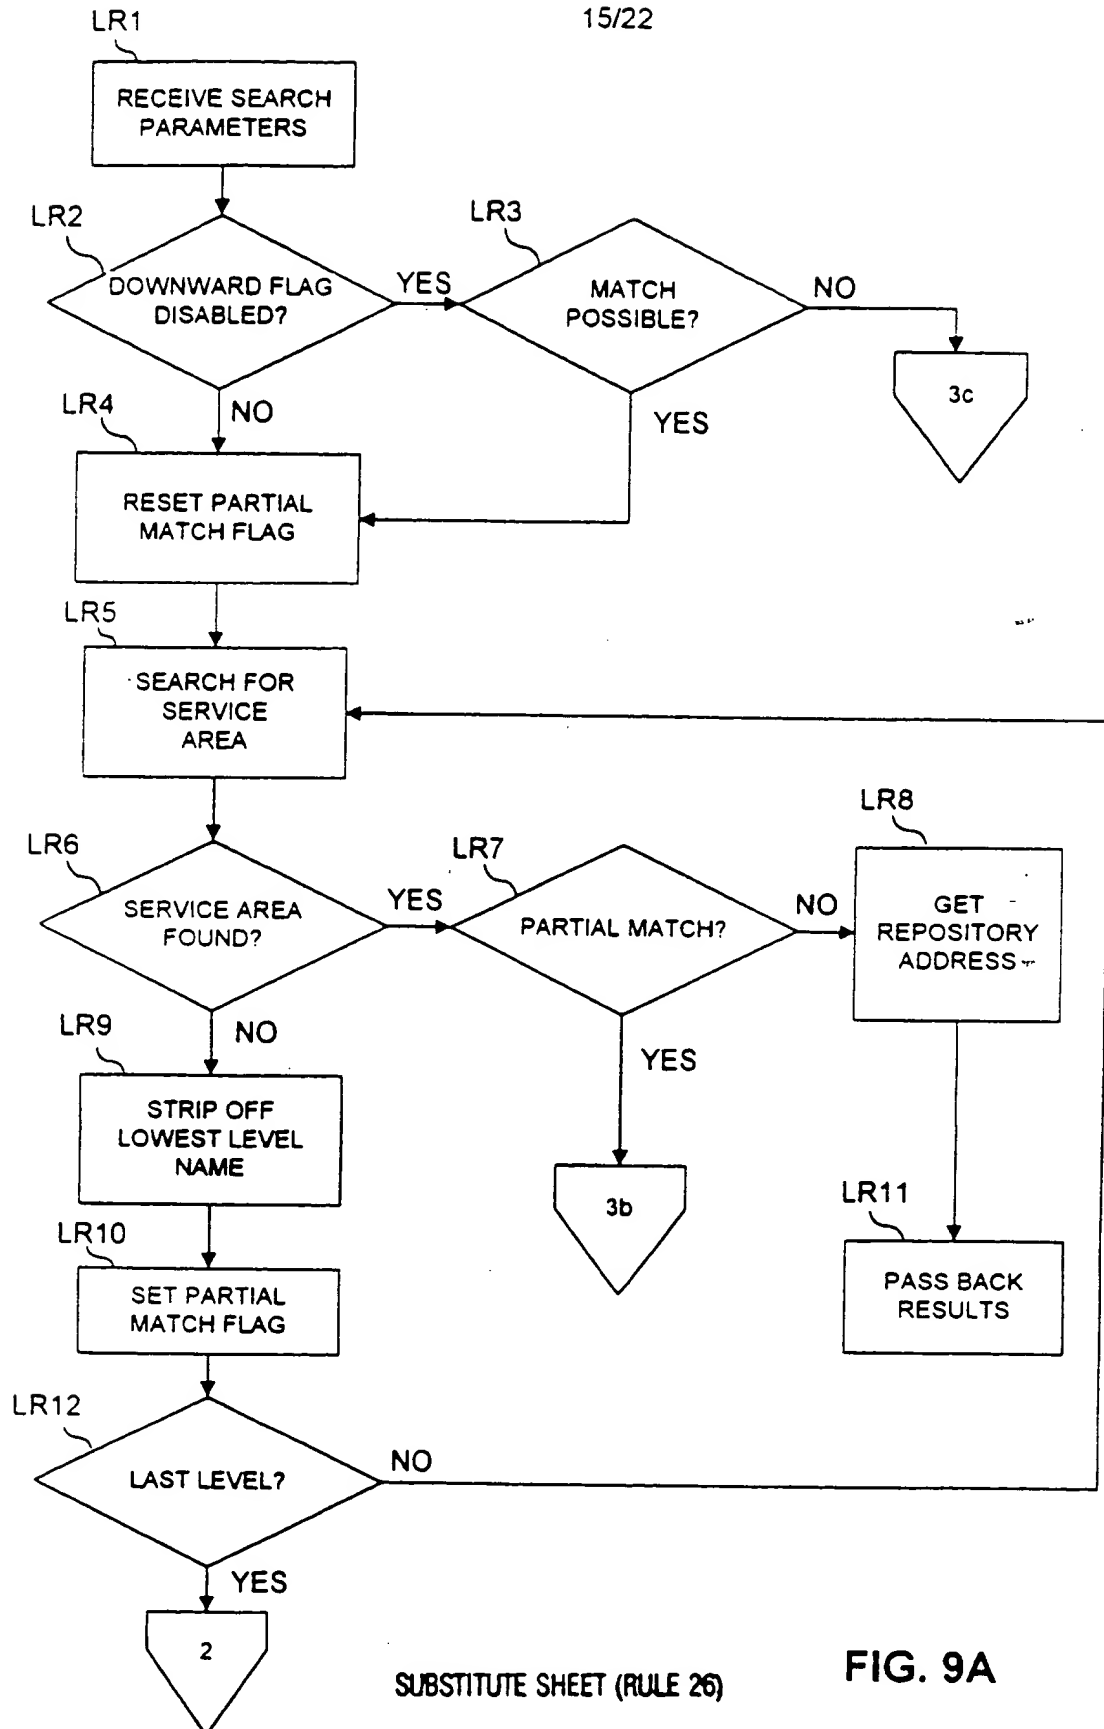 15/22
LR1
RECEIVE SEARCH
PARAMETERS
LR2
DOWNWARD FLAG
DISABLED?
YES
LR3
MATCH
POSSIBLE?
NO
3c
NO
YES
LR4
RESET PARTIAL
MATCH FLAG
LR5
SEARCH FOR
SERVICE
AREA
LR6
SERVICE AREA
FOUND?
YES
LR7
PARTIAL MATCH?
NO
LR8
GET
REPOSITORY
ADDRESS
NO
YES
LR9
STRIP OFF
LOWEST LEVEL
NAME
3b
LR10
SET PARTIAL
MATCH FLAG
LR11
PASS BACK
RESULTS
LR12
LAST LEVEL?
NO
YES
2
SUBSTITUTE SHEET (RULE 26)
FIG. 9A